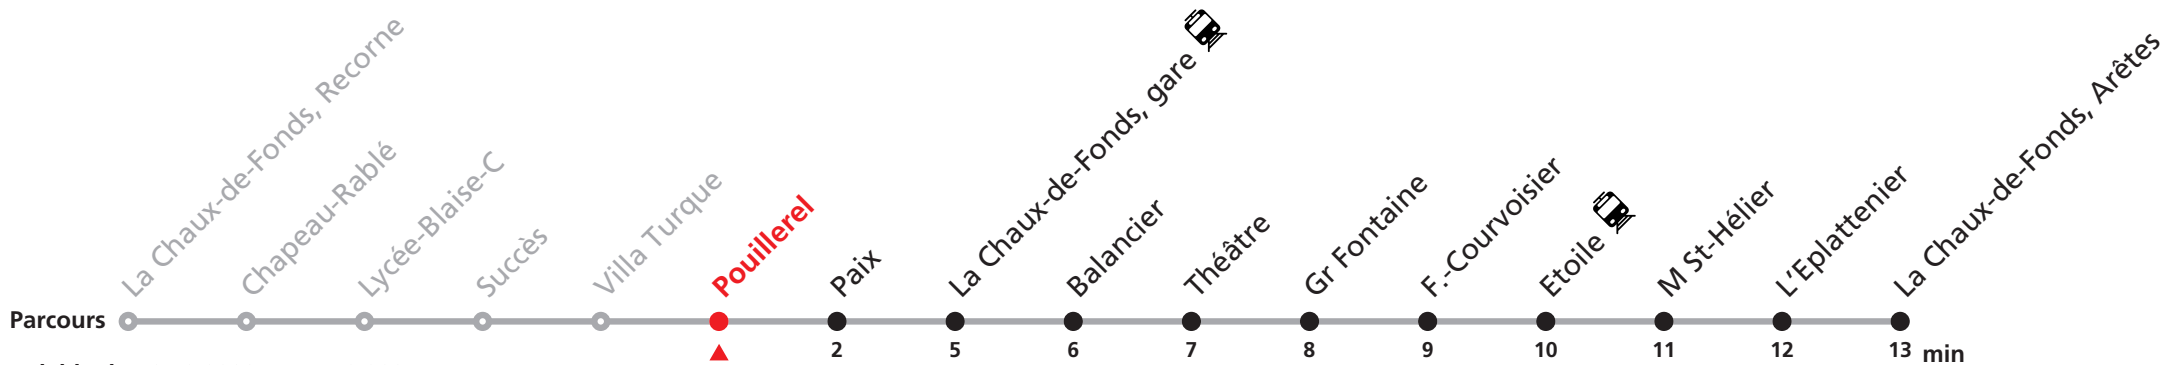 La Chaux-de-Fonds, Recorne
Chapeau-Rablé
Lycée-Blaise-C
Succès
Villa Turque
Pouillerel
Paix
La Chaux-de-Fonds, gare
Balancier
Théâtre
Gr Fontaine
F.-Courvoisier
Etoile
M St-Hélier
L'Eplattenier
La Chaux-de-Fonds, Arêtes
Parcours
2 5 6 7 8 9 10 11 12 13 min